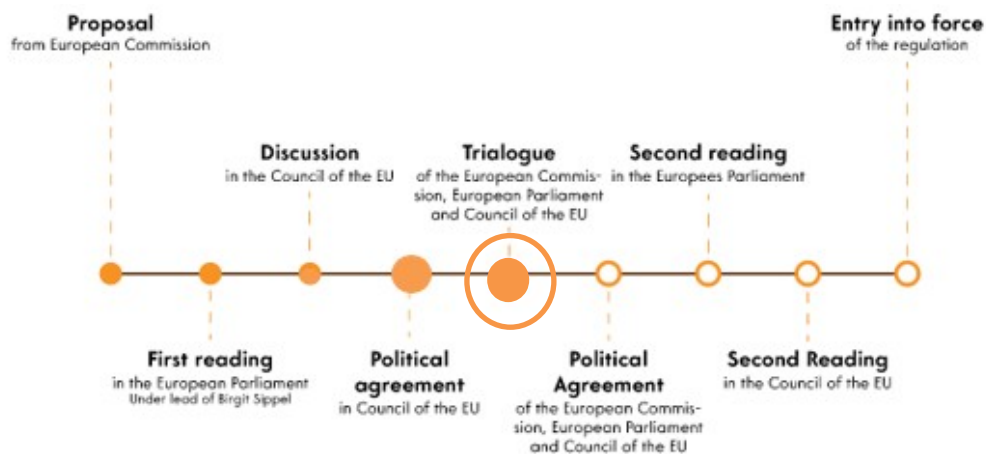 Proposal
from European Commission
Entry into force
of the regulation
Discussion
in the Council of the EU
Trialogue
of the European Commis-
sion, European Parliament
and Council of the EU
Second reading
in the Europees Parliament
First reading
in the European Parliament
Under lead of Birgit Sippel
Political
agreement
in Council of the EU
Political
Agreement
of the European Commis-
sion, European Parliament
and Council of the EU
Second Reading
in the Council of the EU